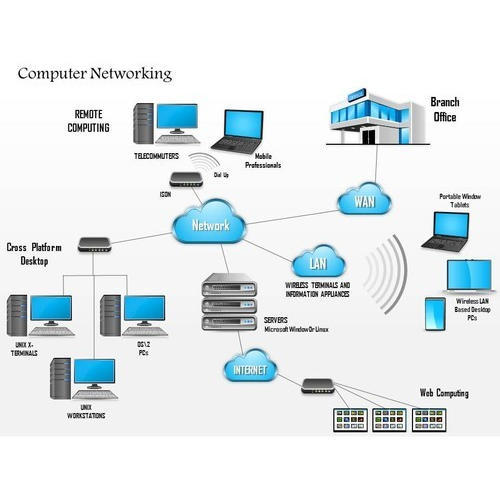 Computer Networking
REMOTE
COMPUTING
Branch
Office
TELECOMMUTERS
Mobile
Professionals
Dial Up
ISDN
WAN
Network
Portable Window
Tablets
Cross Platform
Desktop
LAN
WIRELESS TERMINALS AND
INFORMATION APPLIANCES
Wireless LAN
Based Desktop
PCs
SERVERS
Microsoft Window Or Linux
UNIX X-
TERMINALS
OS\2
PCs
INTERNET
UNIX
WORKSTATIONS
Web Computing